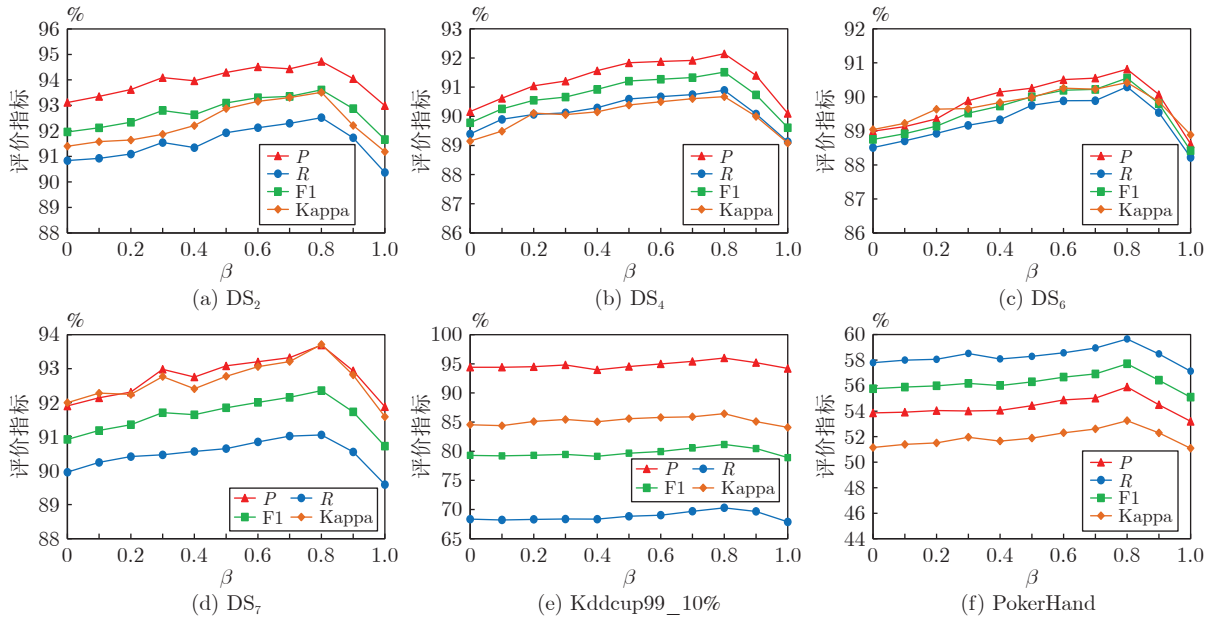 %
96
95
94
93
92
91
90
89
88
评价指标
P
R
F1
Kappa
0 0.2 0.4 0.6 0.8 1.0
β
(a) DS₂
%
93
92
91
90
89
88
87
86
评价指标
P
R
F1
Kappa
0 0.2 0.4 0.6 0.8 1.0
β
(b) DS₄
%
92
91
90
89
88
87
86
评价指标
P
R
F1
Kappa
0 0.2 0.4 0.6 0.8 1.0
β
(c) DS₆
%
94
93
92
91
90
89
88
评价指标
P R
F1 Kappa
0 0.2 0.4 0.6 0.8 1.0
β
(d) DS₇
%
100
95
90
85
80
75
70
65
评价指标
P R
F1 Kappa
0 0.2 0.4 0.6 0.8 1.0
β
(e) Kddcup99_10%
%
60
58
56
54
52
50
48
46
44
评价指标
P
R
F1
Kappa
0 0.2 0.4 0.6 0.8 1.0
β
(f) PokerHand